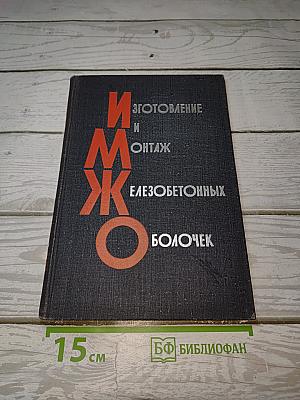 Изготовление
и
Монтаж
Железобетонных
Оболочек
15 см
БФ БИБЛИОФАН